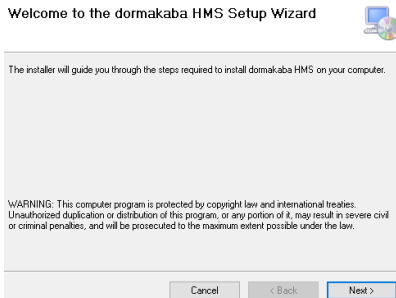 Welcome to the dormakaba HMS Setup Wizard
The installer will guide you through the steps required to install dormakaba HMS on your computer.
WARNING: This computer program is protected by copyright law and international treaties.
Unauthorized duplication or distribution of this program, or any portion of it, may result in severe civil
or criminal penalties, and will be prosecuted to the maximum extent possible under the law.
Cancel
< Back
Next >